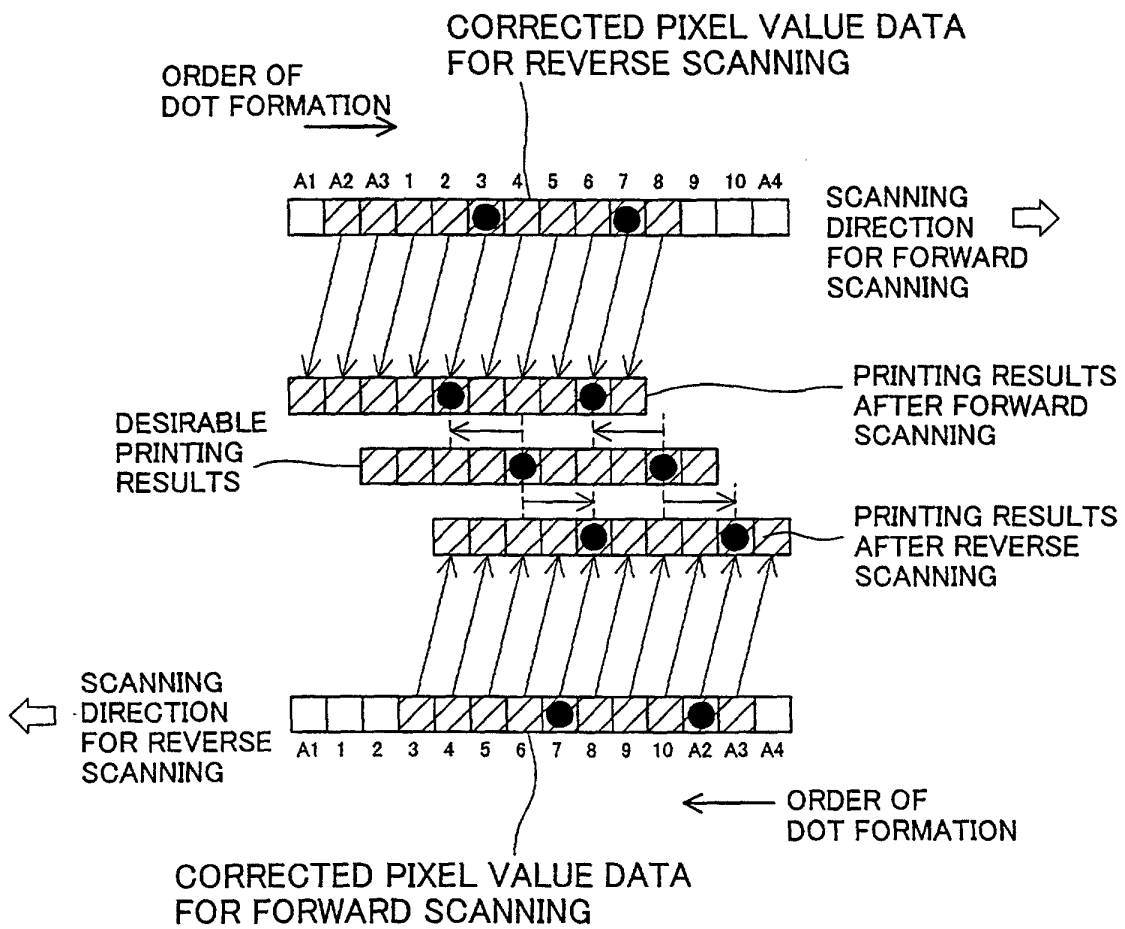 CORRECTED PIXEL VALUE DATA
FOR REVERSE SCANNING
ORDER OF
DOT FORMATION
A1 A2 A3 1 2 3 4 5 6 7 8 9 10 A4
SCANNING
DIRECTION
FOR FORWARD
SCANNING
PRINTING RESULTS
AFTER FORWARD
SCANNING
DESIRABLE
PRINTING
RESULTS
PRINTING RESULTS
AFTER REVERSE
SCANNING
SCANNING
DIRECTION
FOR REVERSE
SCANNING
A1 1 2 3 4 5 6 7 8 9 10 A2 A3 A4
ORDER OF
DOT FORMATION
CORRECTED PIXEL VALUE DATA
FOR FORWARD SCANNING